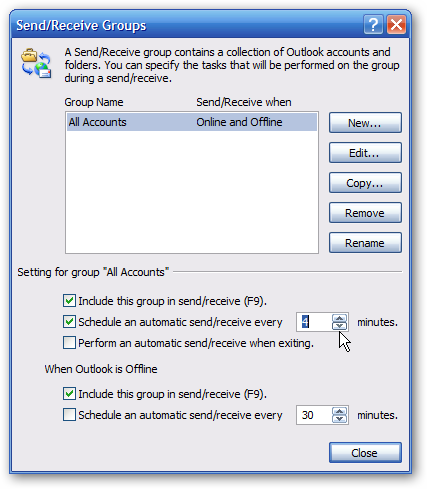 Send/Receive Groups
A Send/Receive group contains a collection of Outlook accounts and
folders. You can specify the tasks that will be performed on the group
during a send/receive.
Group Name Send/Receive when
All Accounts Online and Offline
New...
Edit...
Copy...
Remove
Rename
Setting for group "All Accounts"
Include this group in send/receive (F9).
Schedule an automatic send/receive every 4 minutes.
Perform an automatic send/receive when exiting.
When Outlook is Offline
Include this group in send/receive (F9).
Schedule an automatic send/receive every 30 minutes.
Close